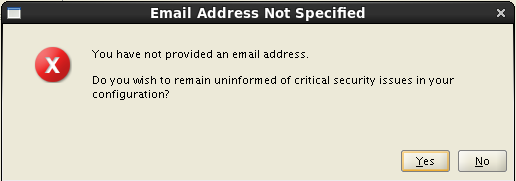 Email Address Not Specified
You have not provided an email address.
Do you wish to remain uninformed of critical security issues in your
configuration?
Yes No